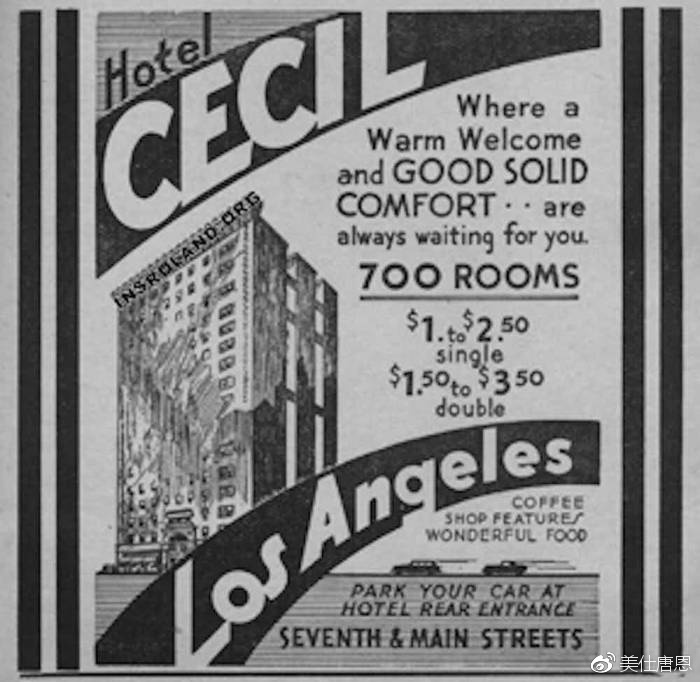 Hotel
CECIL
Where a
Warm Welcome
and GOOD SOLID
COMFORT · · are
always waiting for you.
700 ROOMS
$1. to $2.50
single
$1.50 to $3.50
double
INSROLAND.ORG
Los Angeles
COFFEE
SHOP FEATURES
WONDERFUL FOOD
PARK YOUR CAR AT
HOTEL REAR ENTRANCE
SEVENTH & MAIN STREETS
美仕唐恩